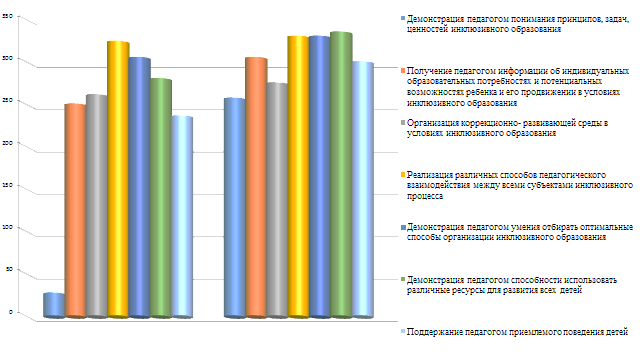 350
300
250
200
150
100
50
0
Демонстрация педагогом понимания принципов, задач,
ценностей инклюзивного образования
Получение педагогом информации об индивидуальных
образовательных потребностях и потенциальных
возможностях ребенка и его продвижении в условиях
инклюзивного образования
Организация коррекционно- развивающей среды в
условиях инклюзивного образования
Реализация различных способов педагогического
взаимодействия между всеми субъектами инклюзивного
процесса
Демонстрация педагогом умения отбирать оптимальные
способы организации инклюзивного образования
Демонстрация педагогом способности использовать
различные ресурсы для развития всех детей
Поддержание педагогом приемлемого поведения детей